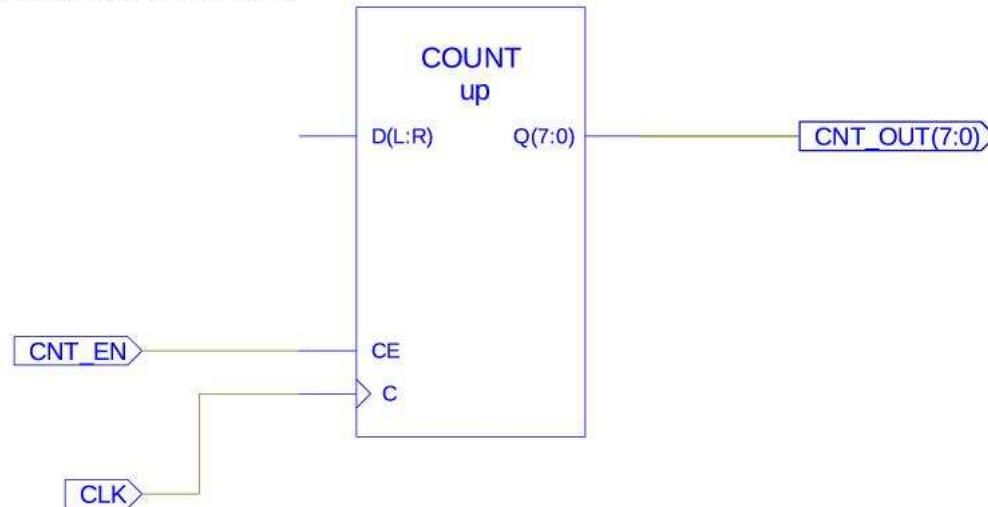 COUNT
up
D(L:R)
Q(7:0)
CNT_OUT(7:0)
CNT_EN
CE
C
CLK